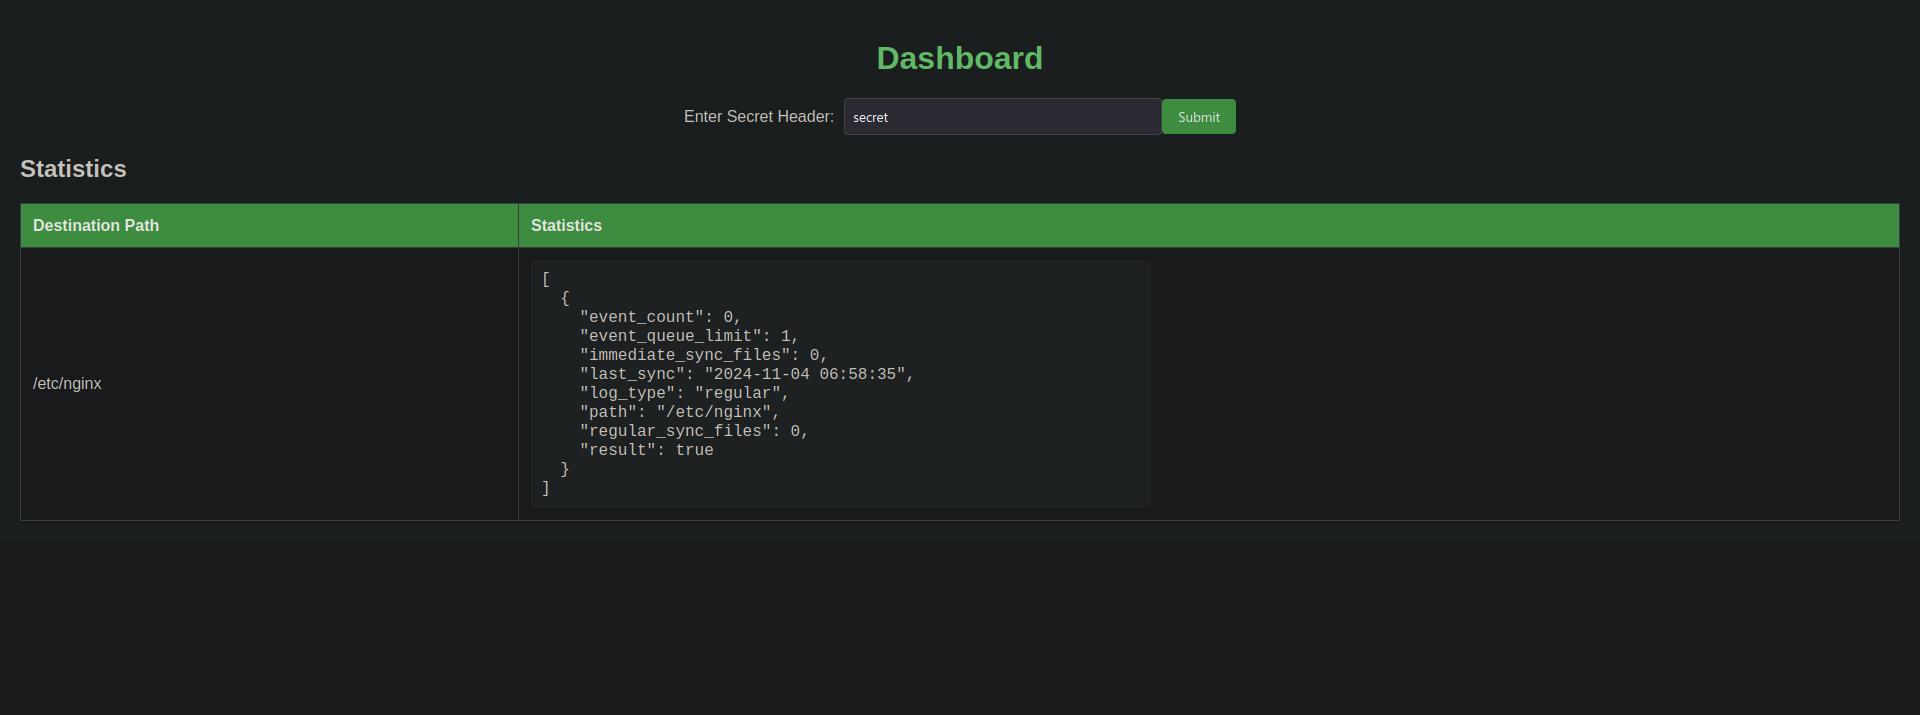 Dashboard
Enter Secret Header: secret Submit
Statistics
Destination Path Statistics
/etc/nginx
[
  {
    "event_count": 0,
    "event_queue_limit": 1,
    "immediate_sync_files": 0,
    "last_sync": "2024-11-04 06:58:35",
    "log_type": "regular",
    "path": "/etc/nginx",
    "regular_sync_files": 0,
    "result": true
  }
]